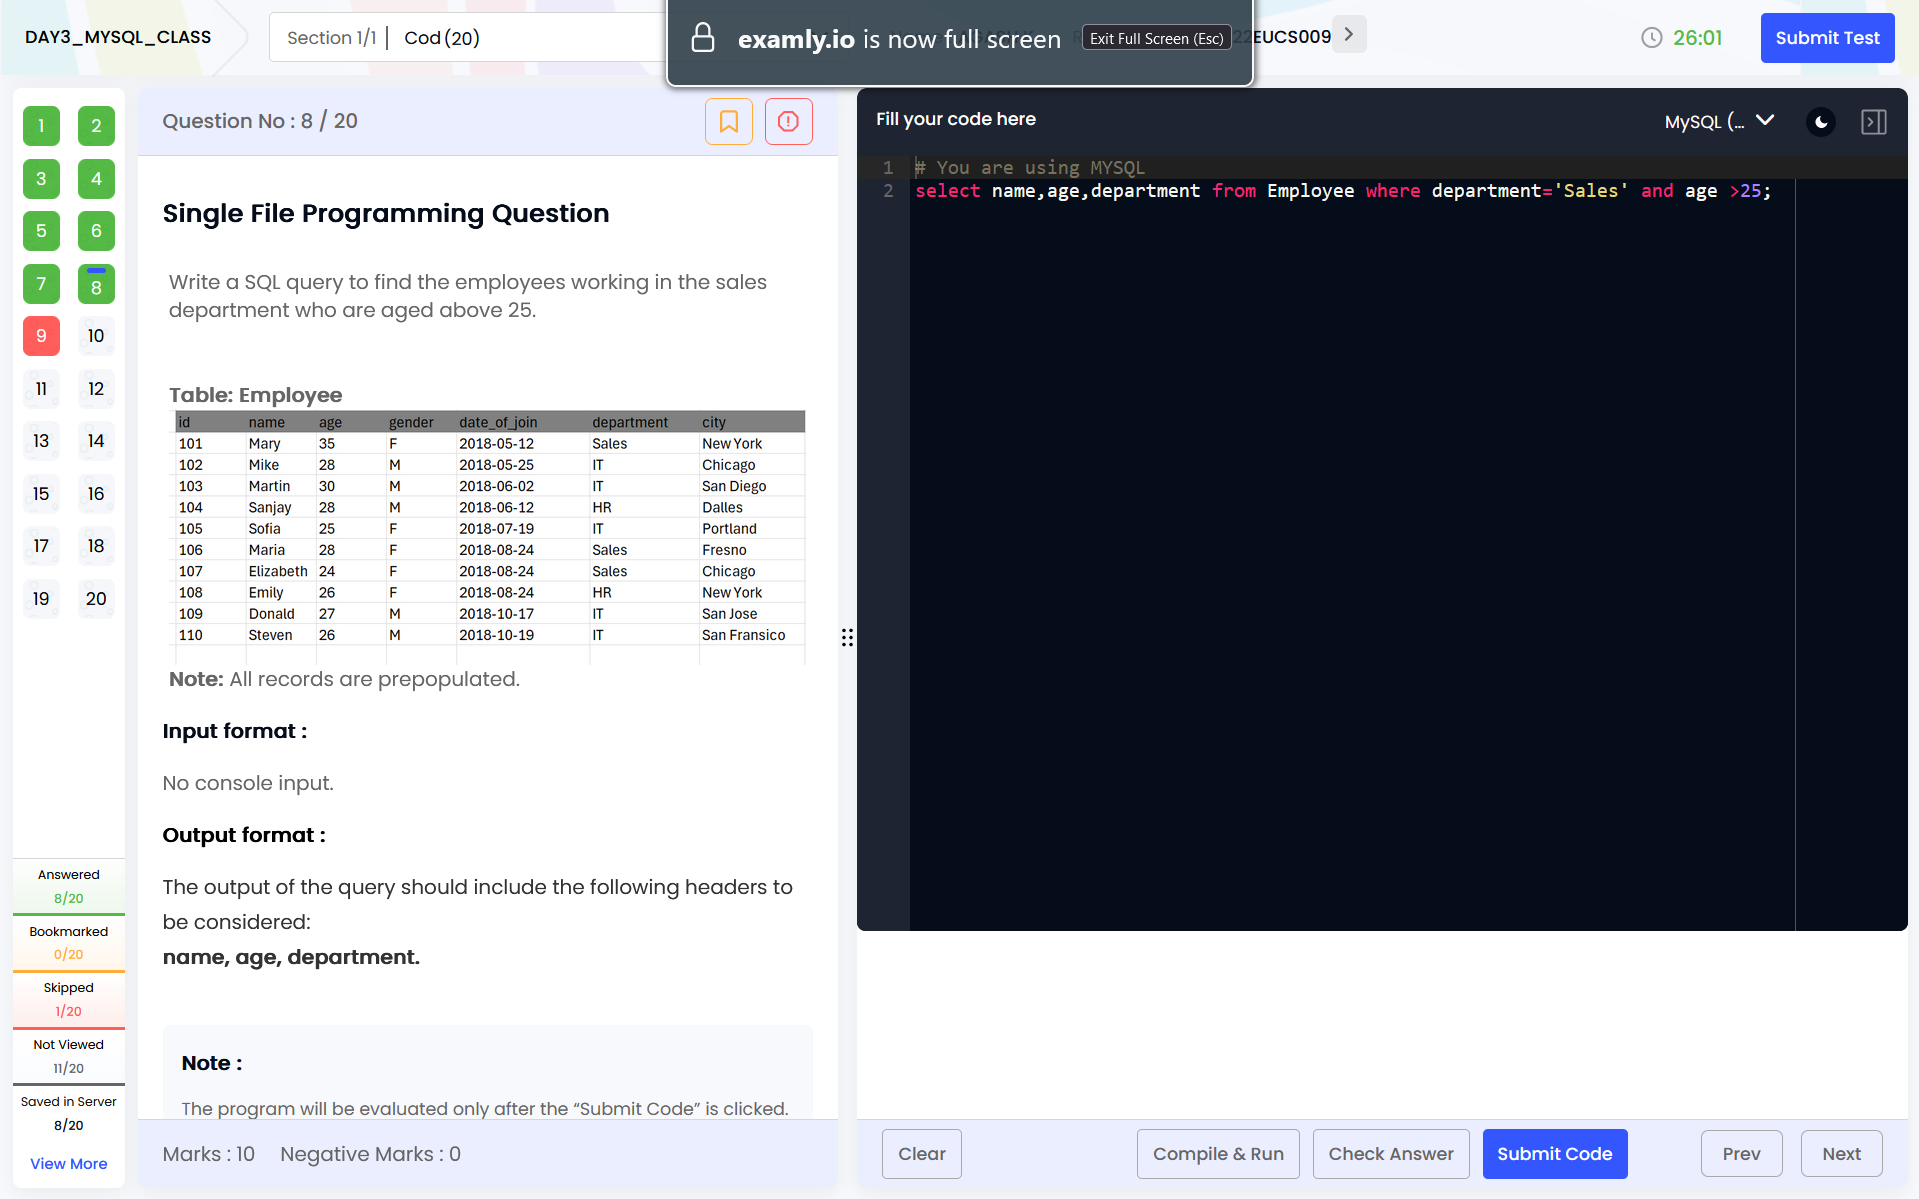 DAY3_MYSQL_CLASS
Section 1/1 | Cod (20)
examly.io is now full screen Exit Full Screen (Esc)
22EUCS009
26:01
Submit Test
1 2
3 4
5 6
7 8
9 10
11 12
13 14
15 16
17 18
19 20
Answered
8/20
Bookmarked
0/20
Skipped
1/20
Not Viewed
11/20
Saved in Server
8/20
View More
Question No : 8 / 20
Single File Programming Question
Write a SQL query to find the employees working in the sales
department who are aged above 25.
Table: Employee
id name age gender date_of_join department city
101 Mary 35 F 2018-05-12 Sales New York
102 Mike 28 M 2018-05-25 IT Chicago
103 Martin 30 M 2018-06-02 IT San Diego
104 Sanjay 28 M 2018-06-12 HR Dalles
105 Sofia 25 F 2018-07-19 IT Portland
106 Maria 28 F 2018-08-24 Sales Fresno
107 Elizabeth 24 F 2018-08-24 Sales Chicago
108 Emily 26 F 2018-08-24 HR New York
109 Donald 27 M 2018-10-17 IT San Jose
110 Steven 26 M 2018-10-19 IT San Fransico
Note: All records are prepopulated.
Input format :
No console input.
Output format :
The output of the query should include the following headers to
be considered:
name, age, department.
Note :
The program will be evaluated only after the “Submit Code” is clicked.
Marks : 10 Negative Marks : 0
Fill your code here
MySQL (...
1 # You are using MYSQL
2 select name,age,department from Employee where department='Sales' and age >25;
Clear
Compile & Run
Check Answer
Submit Code
Prev
Next